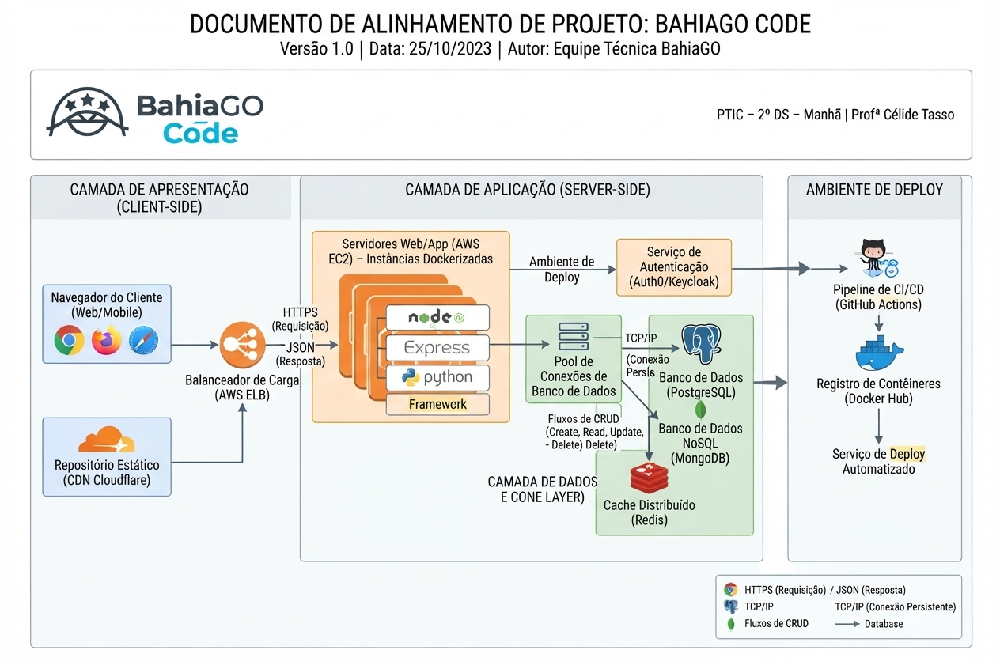 DOCUMENTO DE ALINHAMENTO DE PROJETO: BAHIAGO CODE
Versão 1.0 | Data: 25/10/2023 | Autor: Equipe Técnica BahiaGO
BahiaGO
Code
PTIC – 2º DS – Manhã | Profª Célide Tasso
CAMADA DE APRESENTAÇÃO
(CLIENT-SIDE)
Navegador do Cliente
(Web/Mobile)
Balanceador de Carga
(AWS ELB)
Repositório Estático
(CDN Cloudflare)
HTTPS
(Requisição)
JSON
(Resposta)
CAMADA DE APLICAÇÃO (SERVER-SIDE)
Servidores Web/App (AWS
EC2) – Instâncias Dockerizadas
node
Express
python
Framework
Ambiente de
Deploy
Serviço de
Autenticação
(Auth0/Keycloak)
Pool de
Conexões de
Banco de Dados
TCP/IP
(Conexão
Persis.
Banco de Dados
(PostgreSQL)
Fluxos de CRUD
(Create, Read, Update,
- Delete) Delete)
Banco de Dados
NoSQL
(MongoDB)
CAMADA DE DADOS
E CONE LAYER)
Cache Distribuído
(Redis)
AMBIENTE DE DEPLOY
Pipeline de CI/CD
(GitHub Actions)
Registro de Contêineres
(Docker Hub)
Serviço de Deploy
Automatizado
HTTPS (Requisição) / JSON (Resposta)
TCP/IP TCP/IP (Conexão Persistente)
Fluxos de CRUD Database